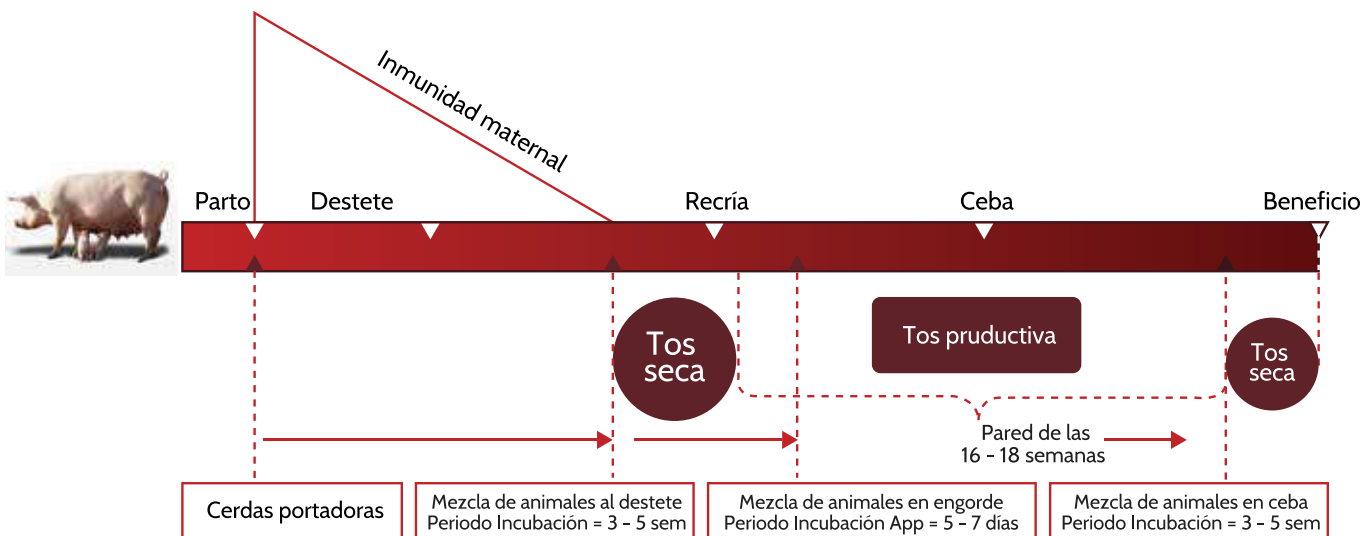 Inmunidad maternal
Parto
Destete
Recría
Ceba
Beneficio
Tos
seca
Tos pruductiva
Tos
seca
Pared de las
16 - 18 semanas
Cerdas portadoras
Mezcla de animales al destete
Periodo Incubación = 3 - 5 sem
Mezcla de animales en engorde
Periodo Incubación App = 5 - 7 días
Mezcla de animales en ceba
Periodo Incubación = 3 - 5 sem